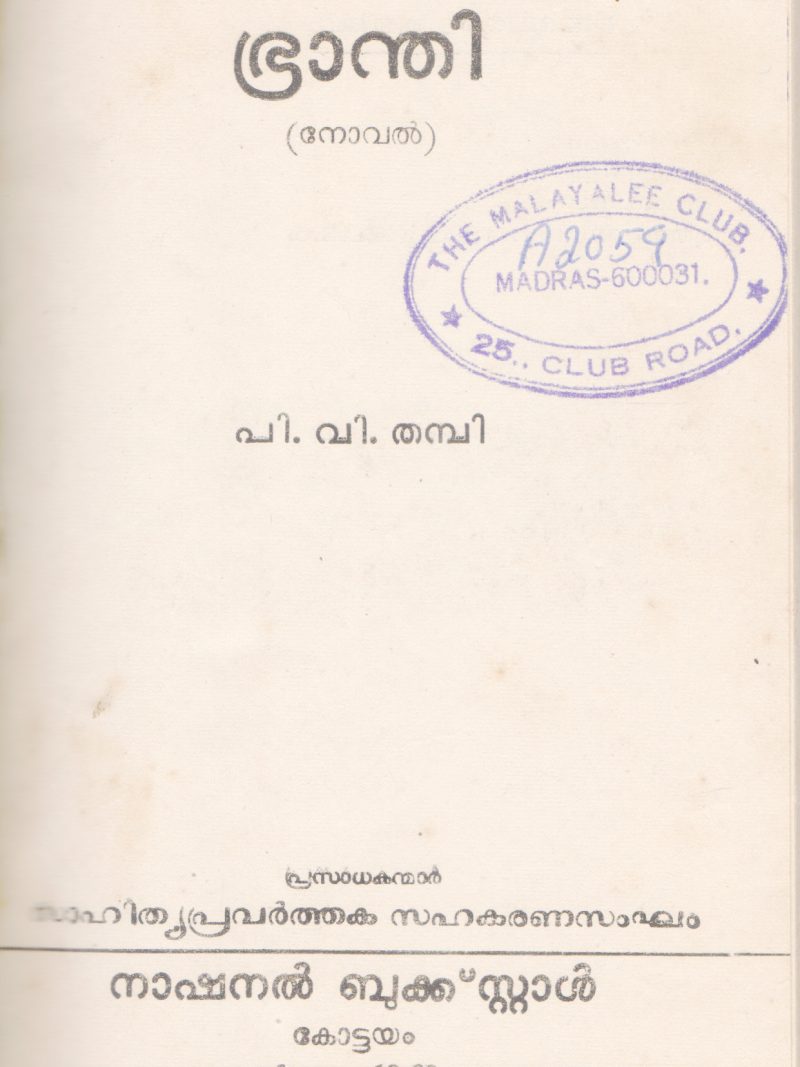 ഭ്രാന്തി
(നോവൽ)
THE MALAYALEE CLUB,
A2059
MADRAS-600031.
★ 25,, CLUB ROAD, ★
പി. വി. തമ്പി
പ്രസാധകന്മാർ
സാഹിത്യപ്രവർത്തക സഹകരണസംഘം
നാഷനൽ ബുക്ക് സ്റ്റാൾ
കോട്ടയം